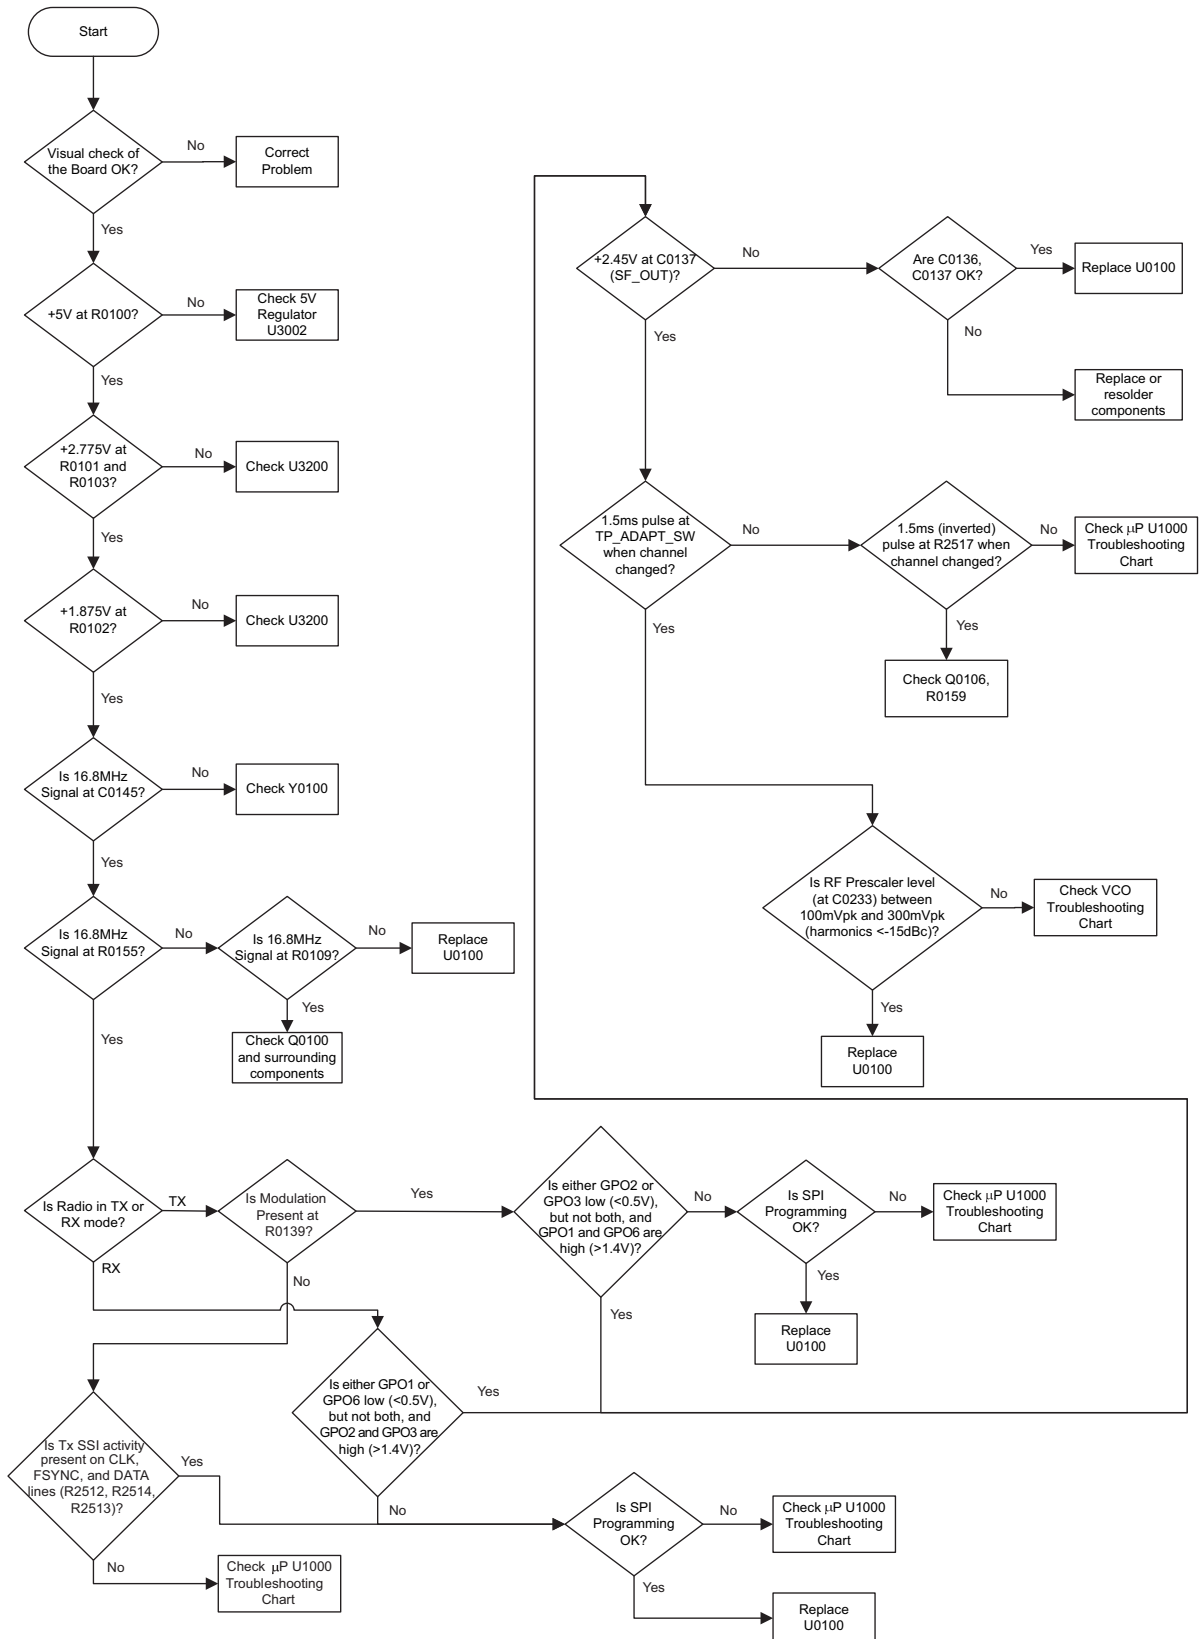 Start
Visual check of
the Board OK?
No
Correct
Problem
Yes
+5V at R0100?
No
Check 5V
Regulator
U3002
Yes
+2.775V at
R0101 and
R0103?
No
Check U3200
Yes
+1.875V at
R0102?
No
Check U3200
Yes
Is 16.8MHz
Signal at C0145?
No
Check Y0100
Yes
Is 16.8MHz
Signal at R0155?
No
Is 16.8MHz
Signal at R0109?
No
Replace
U0100
Yes
Check Q0100
and surrounding
components
Yes
Is Radio in TX or
RX mode?
TX
Is Modulation
Present at
R0139?
Yes
Is either GPO2 or
GPO3 low (<0.5V),
but not both, and
GPO1 and GPO6 are
high (>1.4V)?
No
Is SPI
Programming
OK?
No
Check µP U1000
Troubleshooting
Chart
Yes
Replace
U0100
Yes
RX
No
Is either GPO1 or
GPO6 low (<0.5V),
but not both, and
GPO2 and GPO3 are
high (>1.4V)?
Yes
No
Is Tx SSI activity
present on CLK,
FSYNC, and DATA
lines (R2512, R2514,
R2513)?
Yes
No
Check µP U1000
Troubleshooting
Chart
Is SPI
Programming
OK?
No
Check µP U1000
Troubleshooting
Chart
Yes
Replace
U0100
+2.45V at C0137
(SF_OUT)?
No
Are C0136,
C0137 OK?
Yes
Replace U0100
No
Replace or
resolder
components
Yes
1.5ms pulse at
TP_ADAPT_SW
when channel
changed?
No
1.5ms (inverted)
pulse at R2517 when
channel changed?
No
Check µP U1000
Troubleshooting
Chart
Yes
Check Q0106,
R0159
Yes
Is RF Prescaler level
(at C0233) between
100mVpk and 300mVpk
(harmonics <-15dBc)?
No
Check VCO
Troubleshooting
Chart
Yes
Replace
U0100